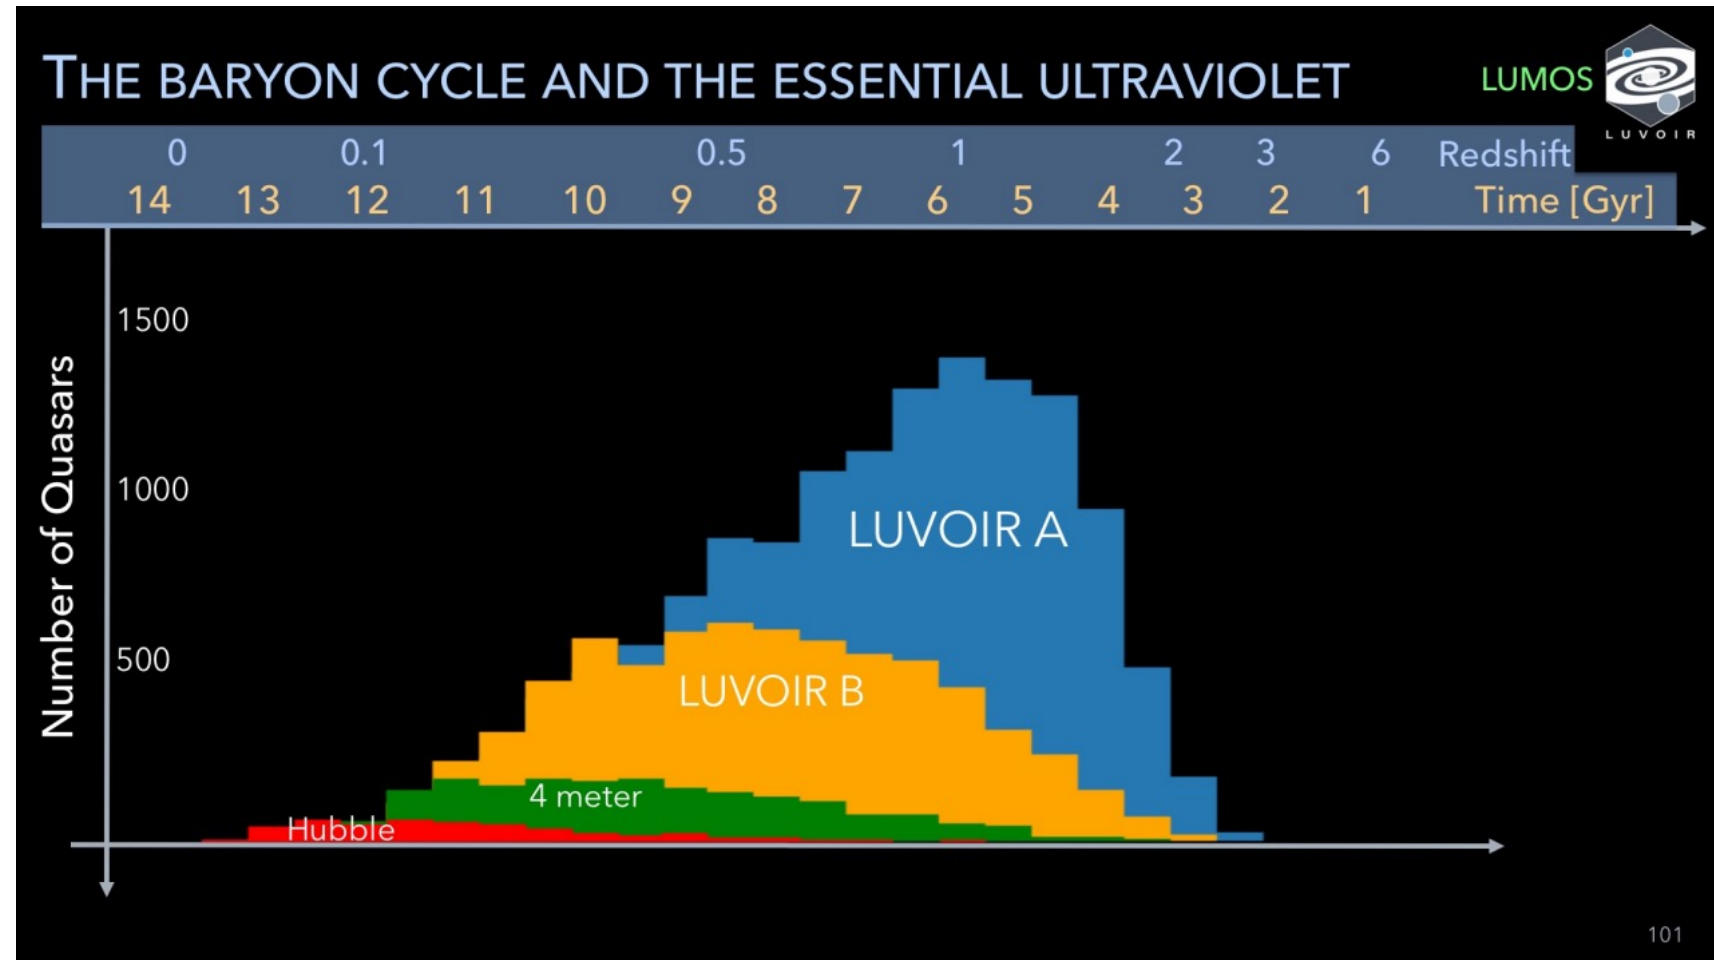 THE BARYON CYCLE AND THE ESSENTIAL ULTRAVIOLET
LUMOS
LUVOIR
0 0.1 0.5 1 2 3 6 Redshift
14 13 12 11 10 9 8 7 6 5 4 3 2 1 Time [Gyr]
1500
1000
500
Number of Quasars
LUVOIR A
LUVOIR B
4 meter
Hubble
101